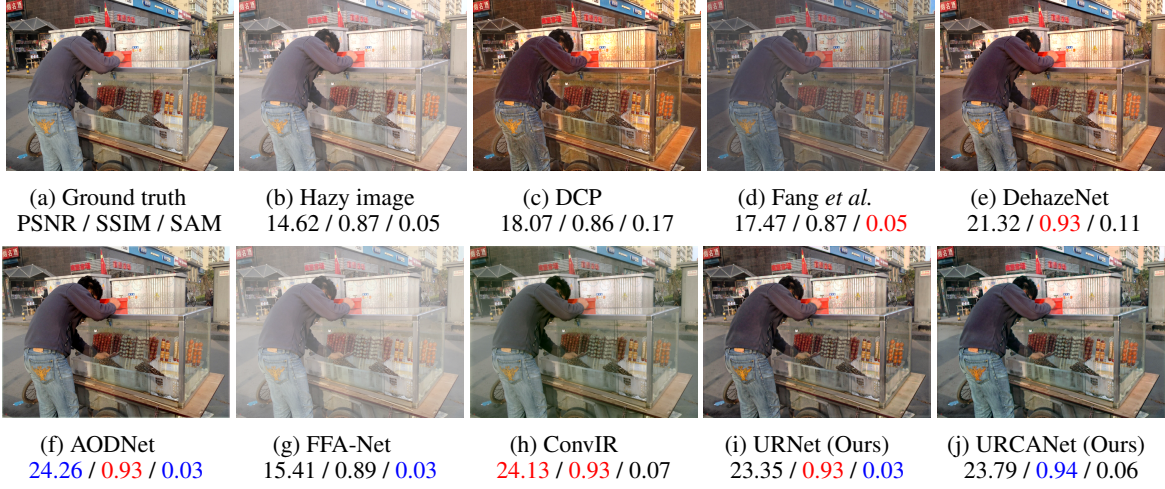 (a) Ground truth
PSNR / SSIM / SAM
(b) Hazy image
14.62 / 0.87 / 0.05
(c) DCP
18.07 / 0.86 / 0.17
(d) Fang et al.
17.47 / 0.87 / 0.05
(e) DehazeNet
21.32 / 0.93 / 0.11
(f) AODNet
24.26 / 0.93 / 0.03
(g) FFA-Net
15.41 / 0.89 / 0.03
(h) ConvIR
24.13 / 0.93 / 0.07
(i) URNet (Ours)
23.35 / 0.93 / 0.03
(j) URCANet (Ours)
23.79 / 0.94 / 0.06